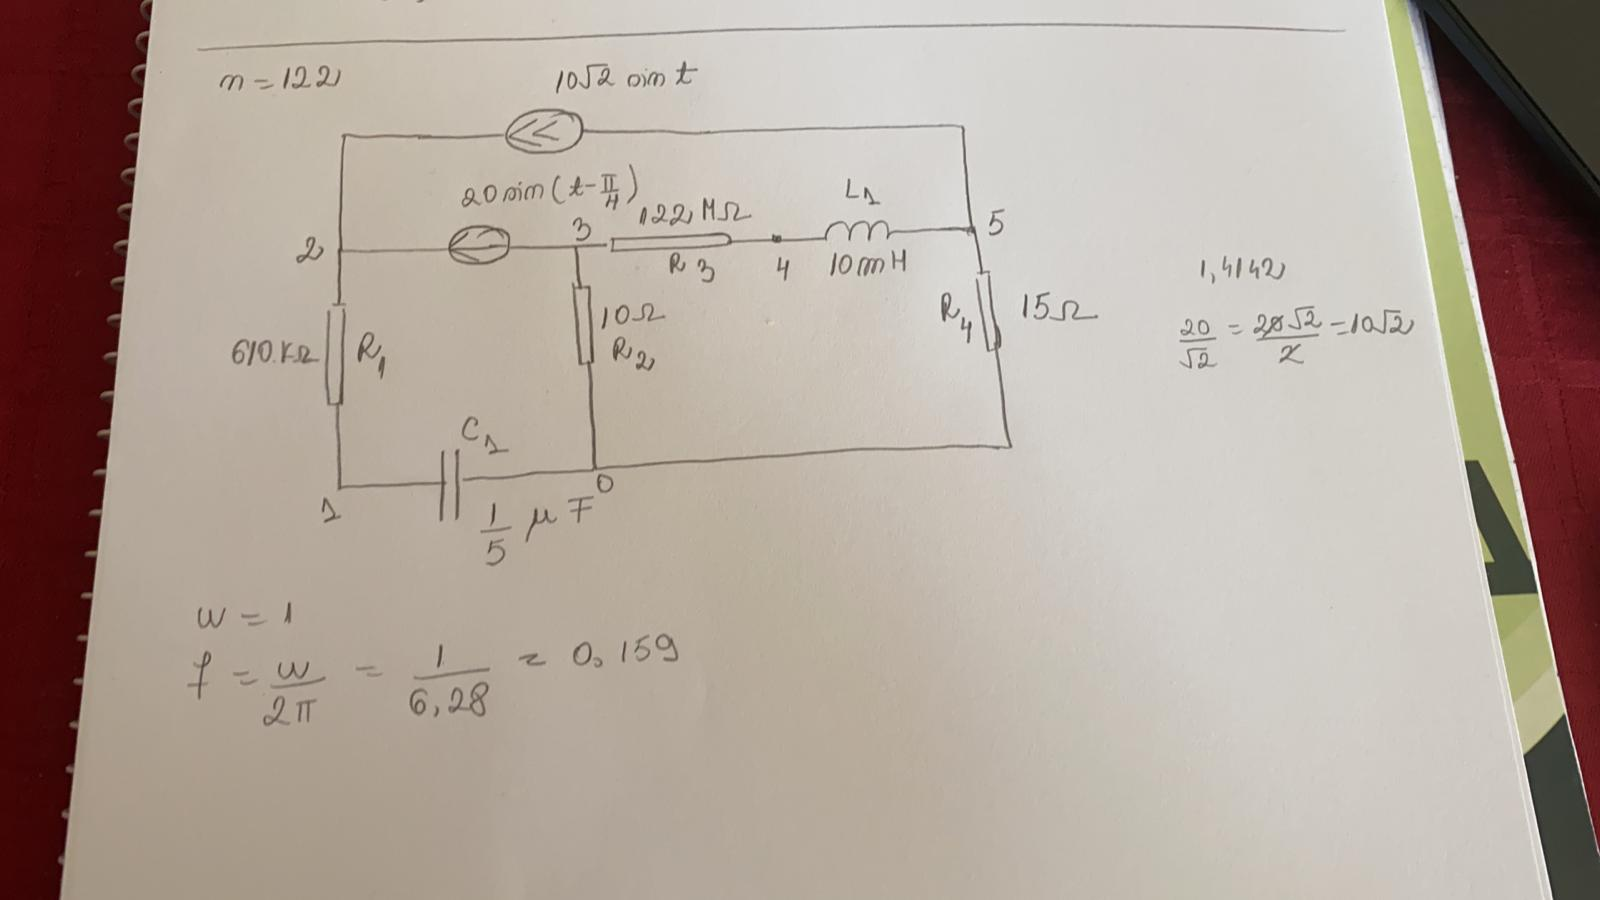 n = 122
10√2 sin t
20 sin (t - π/4)
3
122 MΩ
L1
2
R3
4
10mH
5
610 KΩ
R1
10Ω
R2
R4
15Ω
1,4142
20/√2 = 20√2/2 = 10√2
C1
1
1/5 μF
0
w = 1
f = w/2π = 1/6,28 = 0,159